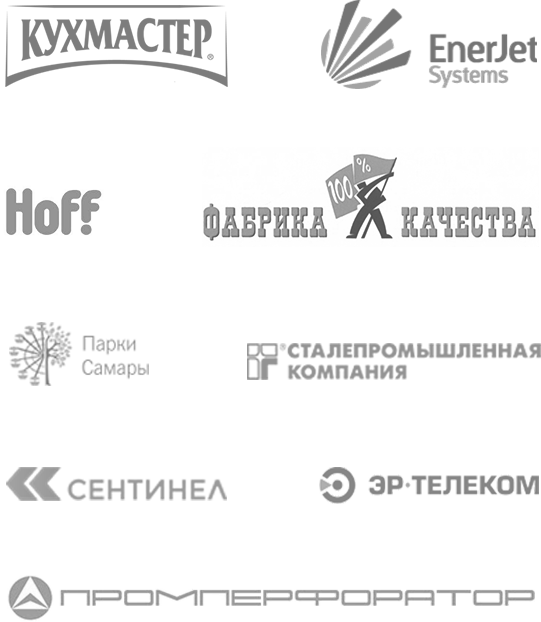 КУХМАСТЕР®
EnerJet
Systems
Hoff
100%
ФАБРИКА КАЧЕСТВА
Парки
Самары
®СТАЛЕПРОМЫШЛЕННАЯ
КОМПАНИЯ
СЕНТИНЕЛ
ЭР·ТЕЛЕКОМ
ПРОМПЕРФОРАТОР